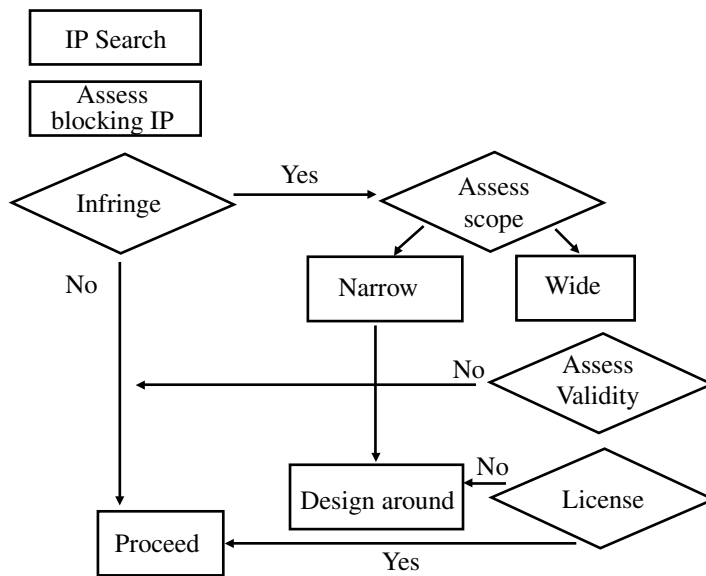 IP Search
Assess
blocking IP
Infringe
Yes
Assess
scope
No
Narrow
Wide
No
Assess
Validity
No
Design around
License
Proceed
Yes